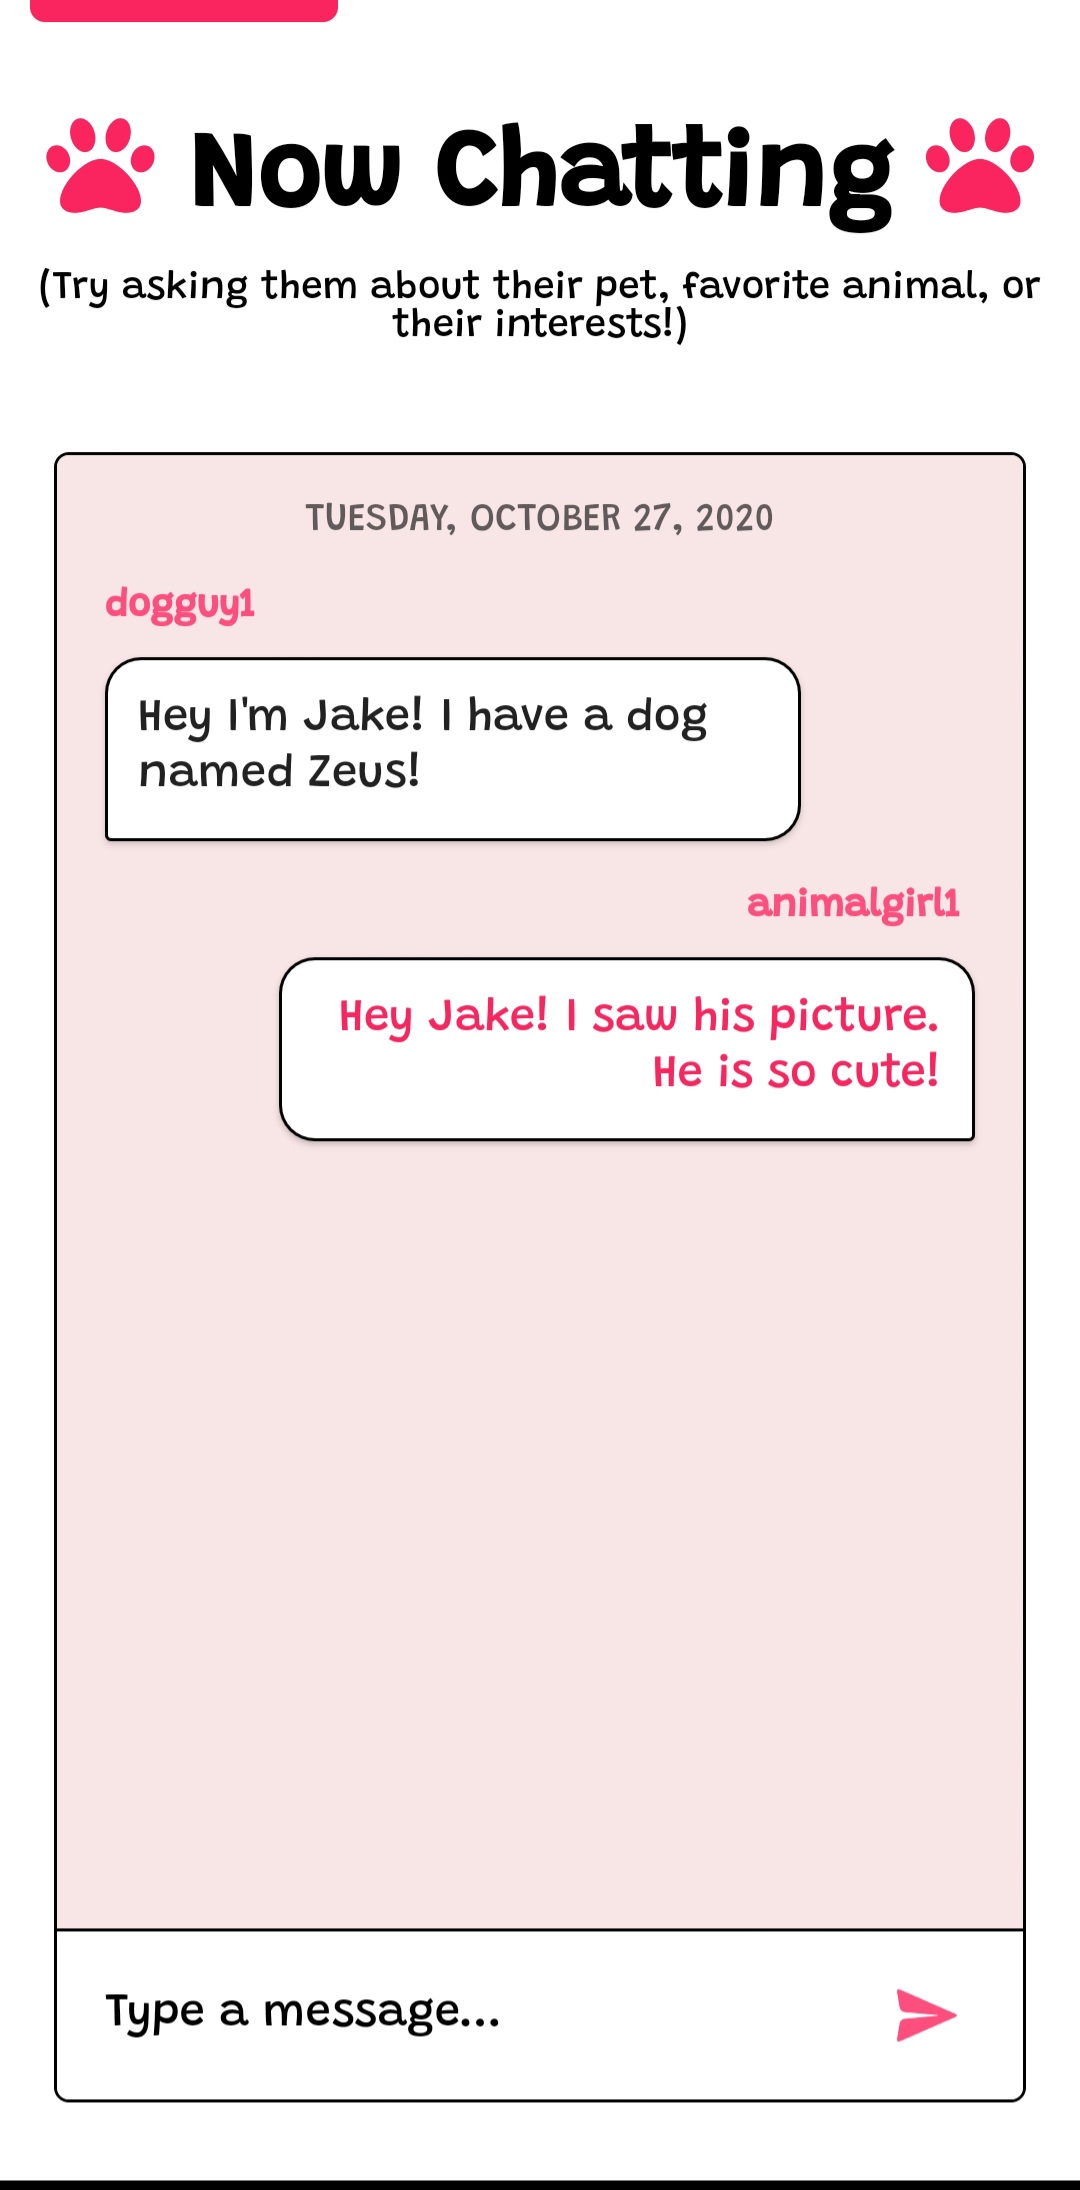 Now Chatting
(Try asking them about their pet, favorite animal, or
their interests!)
TUESDAY, OCTOBER 27, 2020
dogguy1
Hey I'm Jake! I have a dog
named Zeus!
animalgirl1
Hey Jake! I saw his picture.
He is so cute!
Type a message...